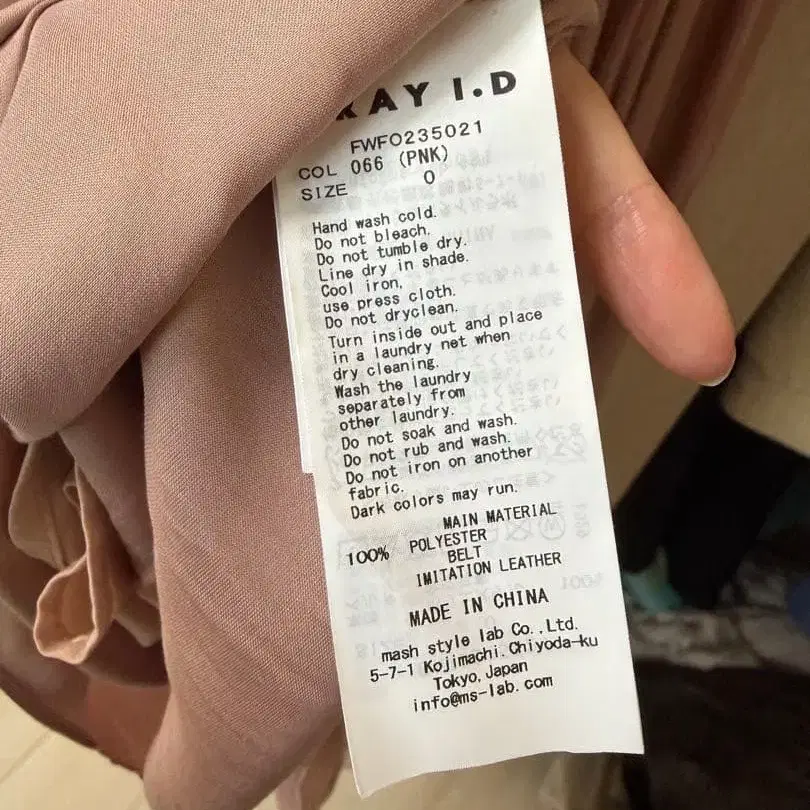 RAY I.D
FWFO235021
COL 066 (PNK)
SIZE 0
Hand wash cold.
Do not bleach.
Do not tumble dry.
Line dry in shade.
Cool iron,
use press cloth.
Do not dryclean.
Turn inside out and place
in a laundry net when
dry cleaning.
Wash the laundry
separately from
other laundry.
Do not soak and wash.
Do not rub and wash.
Do not iron on another
fabric.
Dark colors may run.
MAIN MATERIAL
100% POLYESTER
BELT
IMITATION LEATHER
MADE IN CHINA
mash style lab Co.,Ltd.
5-7-1 Kojimachi.Chiyoda-ku
Tokyo,Japan
info@ms-lab.com